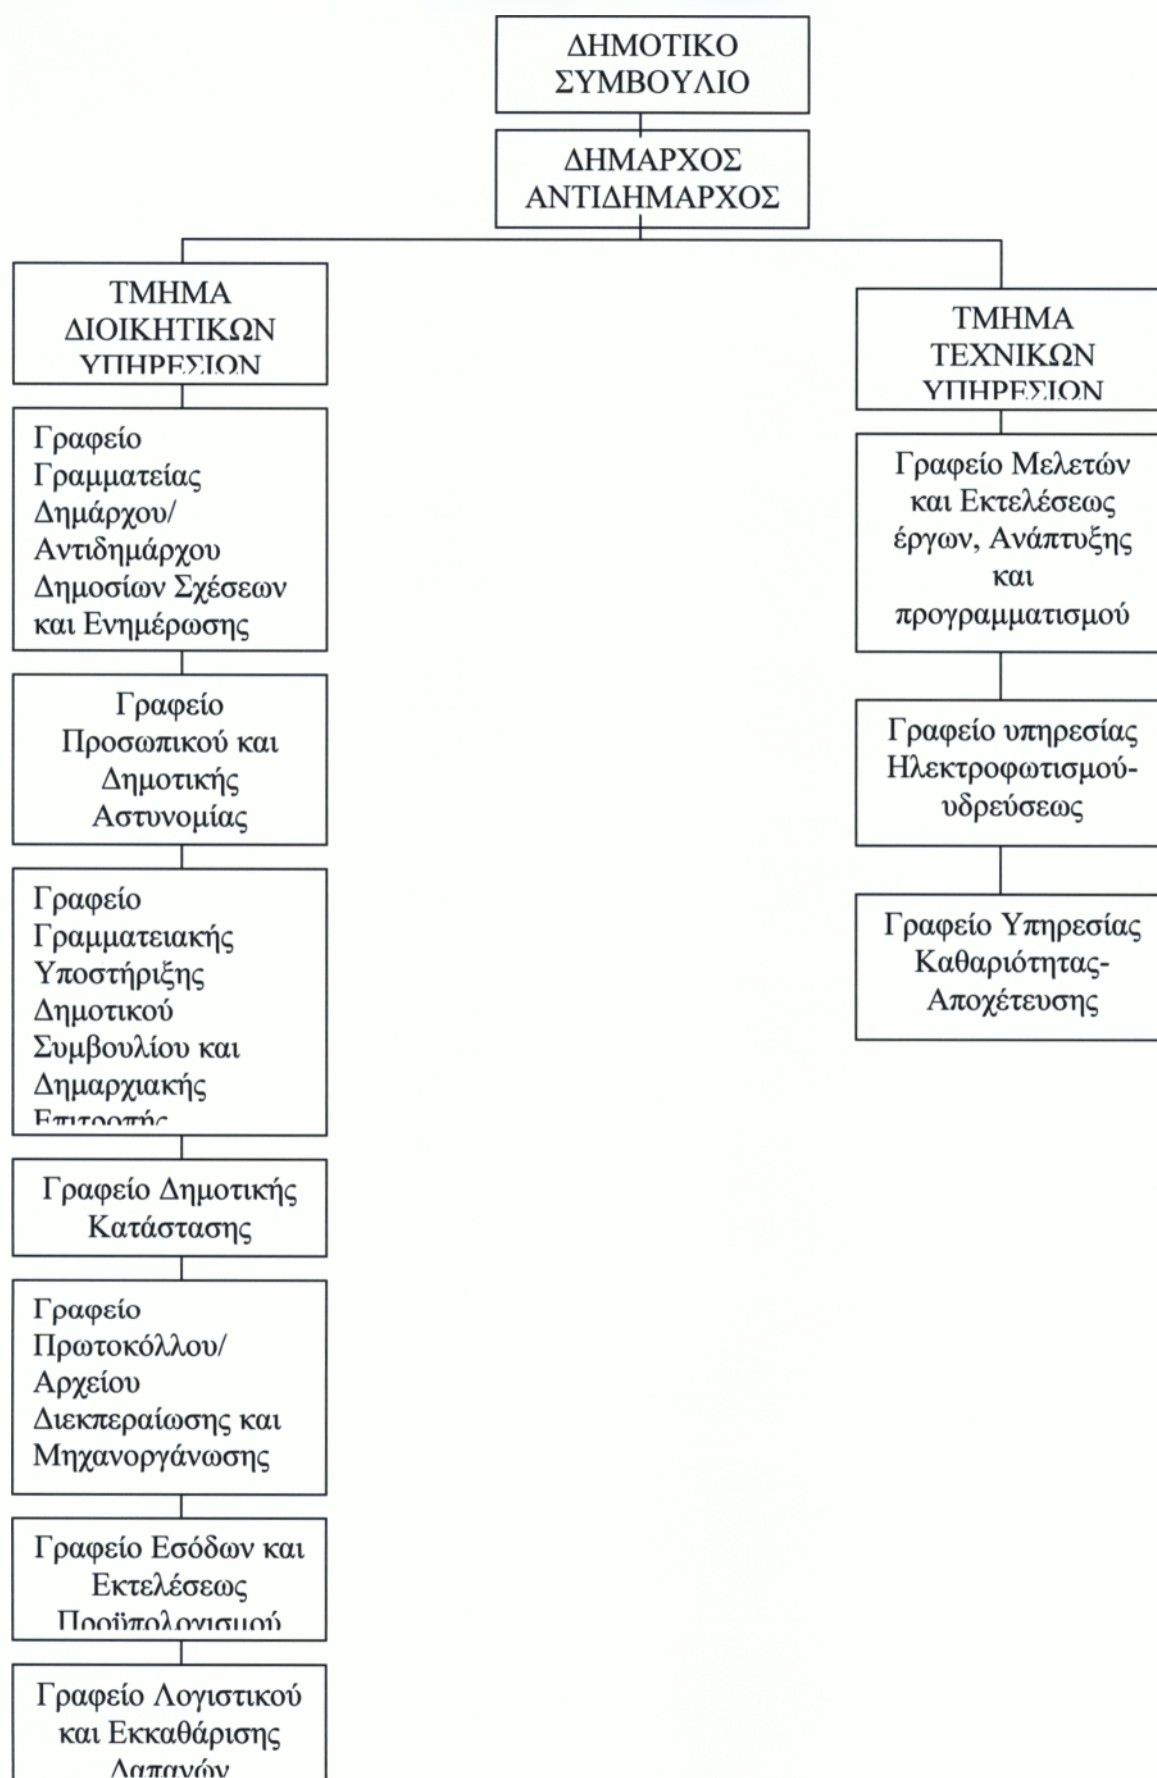 ΔΗΜΟΤΙΚΟ
ΣΥΜΒΟΥΛΙΟ
ΔΗΜΑΡΧΟΣ
ΑΝΤΙΔΗΜΑΡΧΟΣ
ΤΜΗΜΑ
ΔΙΟΙΚΗΤΙΚΩΝ
ΥΠΗΡΕΣΙΩΝ
Γραφείο
Γραμματείας
Δημάρχου/
Αντιδημάρχου
Δημοσίων Σχέσεων
και Ενημέρωσης
Γραφείο
Προσωπικού και
Δημοτικής
Αστυνομίας
Γραφείο
Γραμματειακής
Υποστήριξης
Δημοτικού
Συμβουλίου και
Δημαρχιακής
Επιτροπής
Γραφείο Δημοτικής
Κατάστασης
Γραφείο
Πρωτοκόλλου/
Αρχείου
Διεκπεραίωσης και
Μηχανοργάνωσης
Γραφείο Εσόδων και
Εκτελέσεως
Προϋπολογισμού
Γραφείο Λογιστικού
και Εκκαθάρισης
Δαπανών
ΤΜΗΜΑ
ΤΕΧΝΙΚΩΝ
ΥΠΗΡΕΣΙΩΝ
Γραφείο Μελετών
και Εκτελέσεως
έργων, Ανάπτυξης
και
προγραμματισμού
Γραφείο υπηρεσίας
Ηλεκτροφωτισμού-
υδρεύσεως
Γραφείο Υπηρεσίας
Καθαριότητας-
Αποχέτευσης